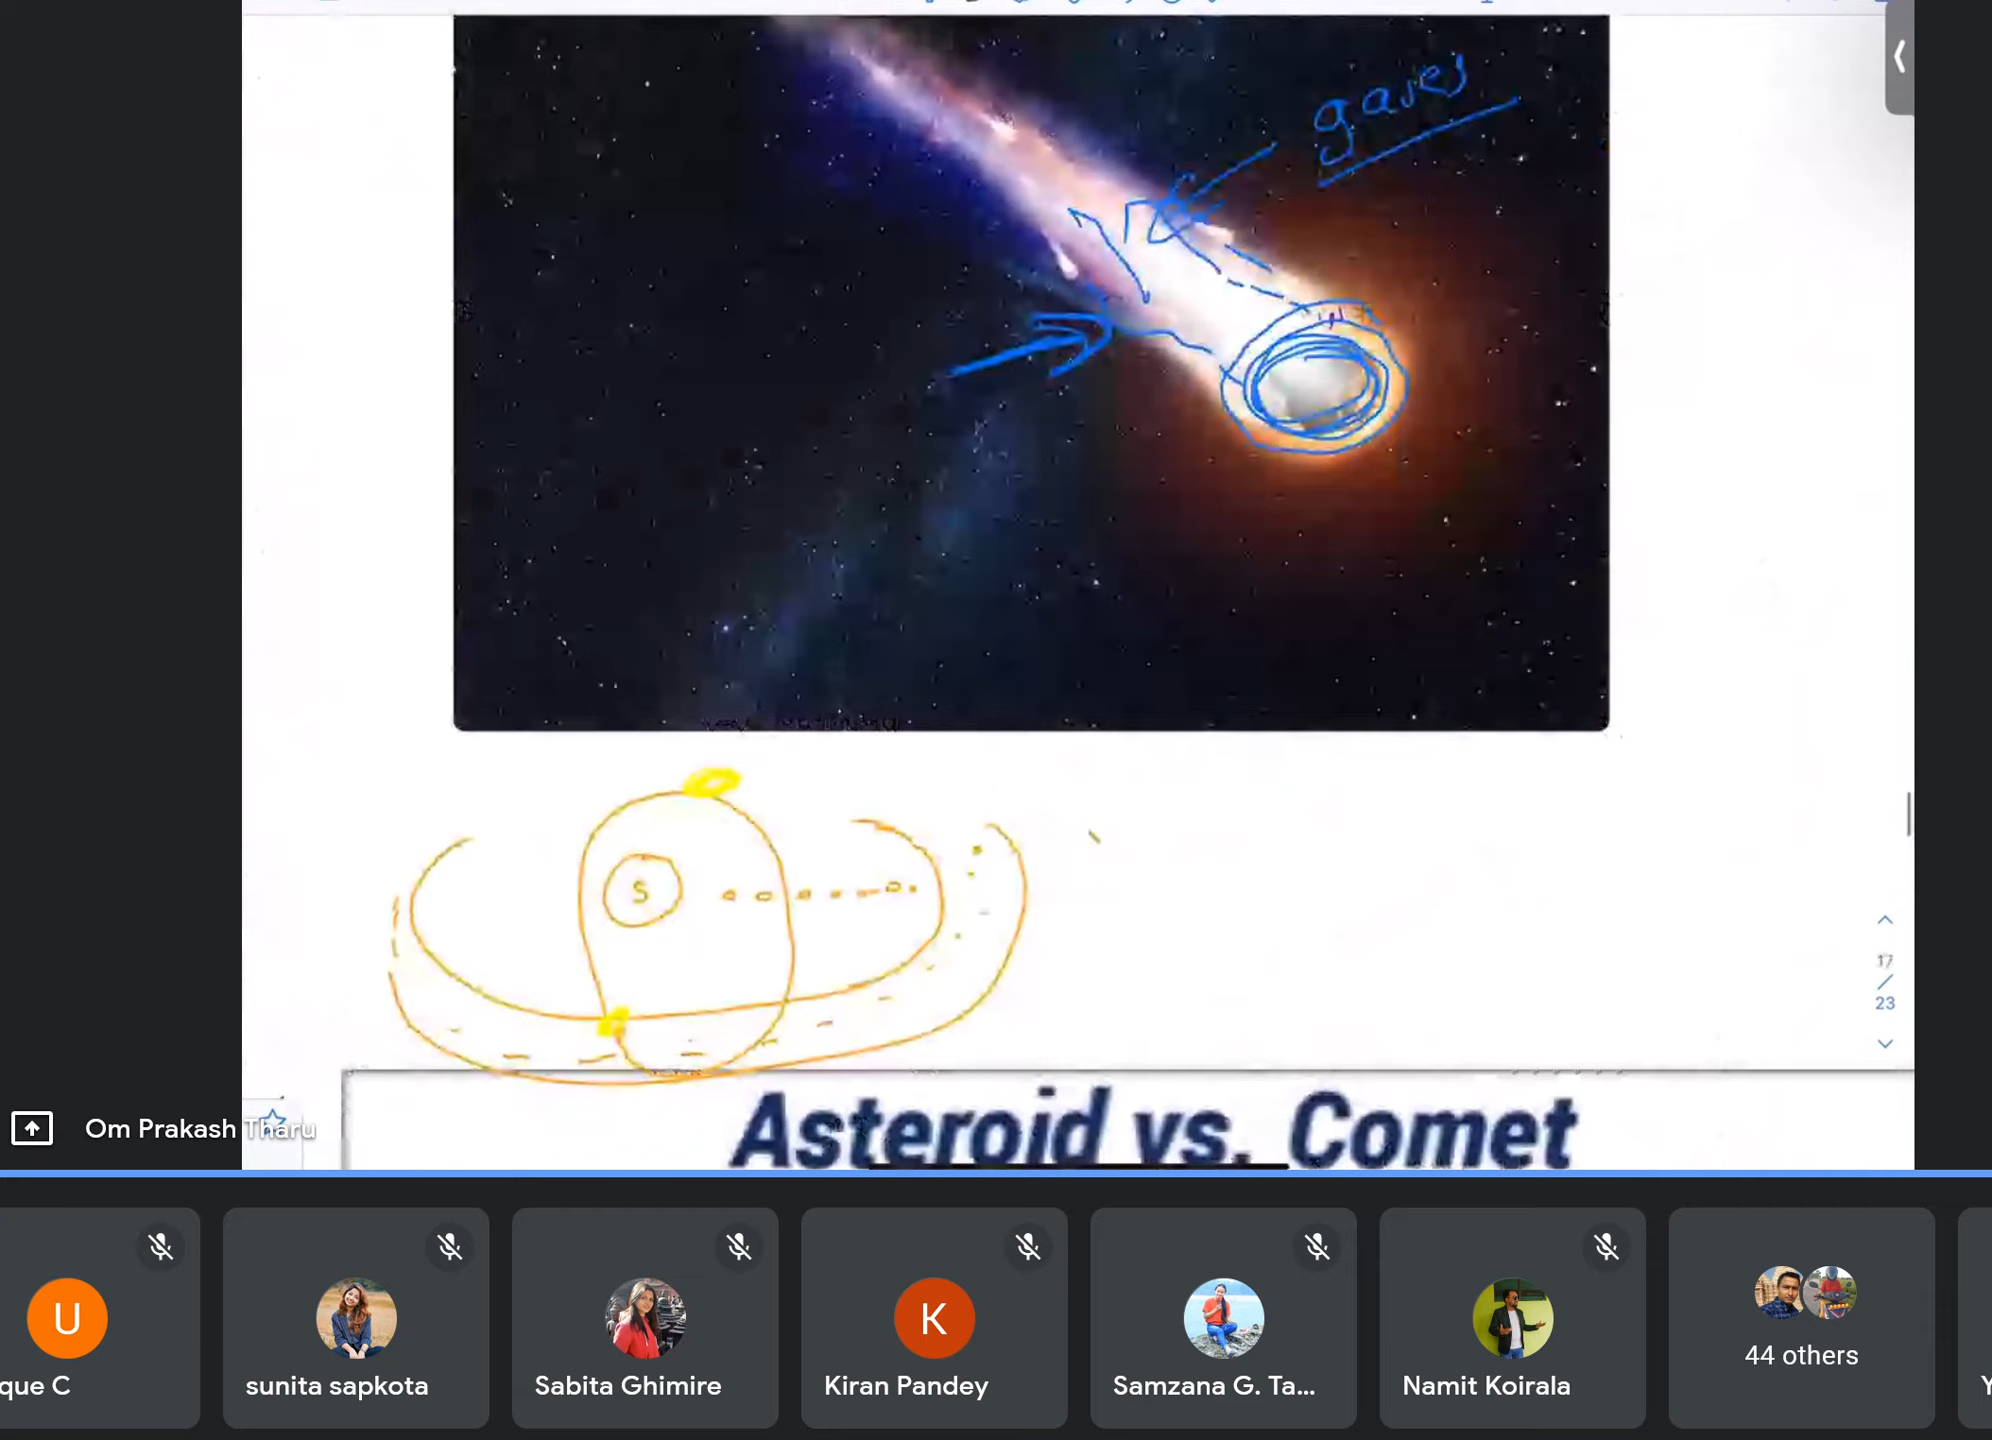 gases
S
17
/
23
Asteroid vs. Comet
Om Prakash Tharu
U
K
que C
sunita sapkota
Sabita Ghimire
Kiran Pandey
Samzana G. Ta...
Namit Koirala
44 others
Y